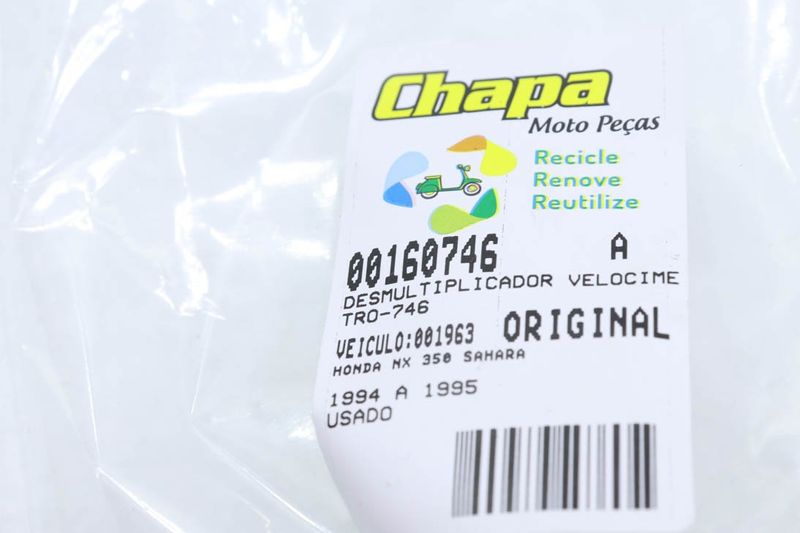 Chapa
Moto Peças
Recicle
Renove
Reutilize
00160746 A
DESMULTIPLICADOR VELOCIME
TRO-746
VEICULO:001963 ORIGINAL
HONDA NX 350 SAHARA
1994 A 1995
USADO